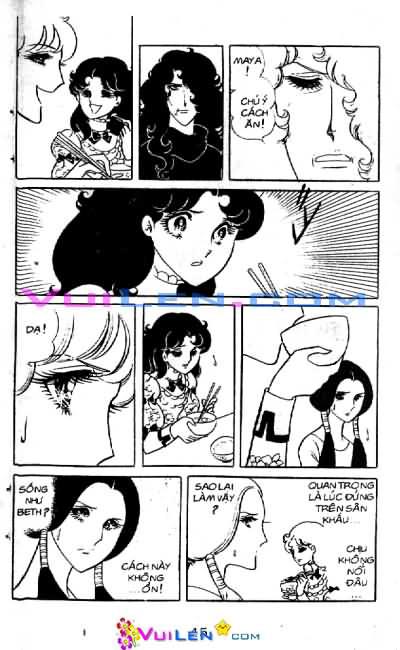 MAYA
!
CHÚ Ý
CÁCH
ĂN!
VUILEN.COM
DẠ!
SỐNG
NHƯ
BETH?
CÁCH NÀY
KHÔNG
...ỔN!
SAO LẠI
LÀM VẬY
?
QUAN TRỌNG
LÀ LÚC ĐỨNG
TRÊN SÂN
KHẤU...
CHỊU
KHÔNG
NỔI
ĐÂU
...
VUILEN.COM